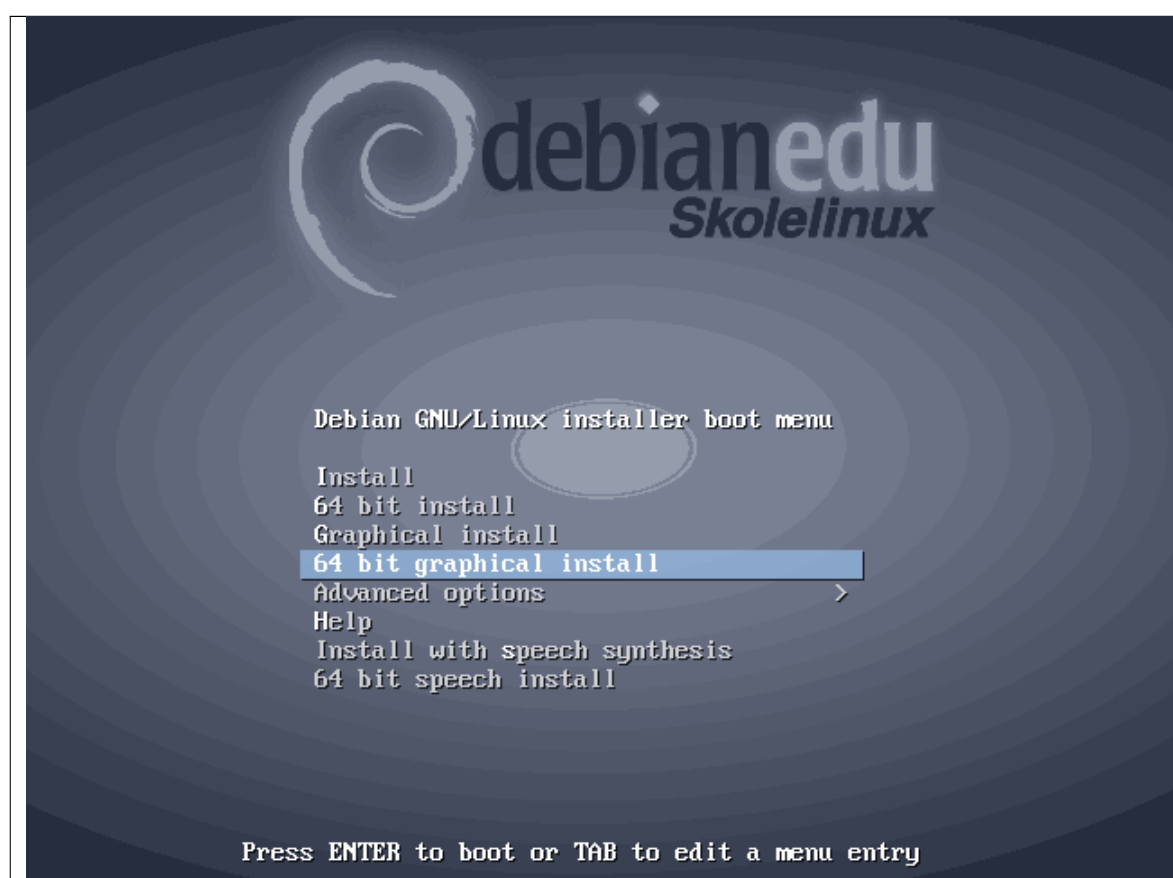 debianedu
Skolelinux
Debian GNU/Linux installer boot menu
Install
64 bit install
Graphical install
64 bit graphical install
Advanced options >
Help
Install with speech synthesis
64 bit speech install
Press ENTER to boot or TAB to edit a menu entry